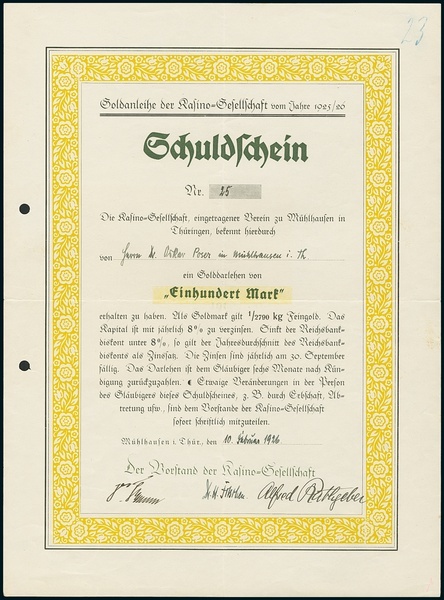 23
Goldanleihe der Kasino-Gesellschaft vom Jahre 1925/26
Schuldschein
Nr. 25
Die Kasino-Gesellschaft, eingetragener Verein zu Mühlhausen in
Thüringen, bekennt hierdurch
von Herrn Dr. Oskar Poser in Mühlhausen i. Th.
ein Golddarlehen von
„Einhundert Mark"
erhalten zu haben. Als Goldmark gilt 1/2790 kg Feingold. Das
Kapital ist mit jährlich 8% zu verzinsen. Sinkt der Reichsbank-
diskont unter 8%, so gilt der Jahresdurchschnitt des Reichsbank-
diskonts als Zinssatz. Die Zinsen sind jährlich am 30. September
fällig. Das Darlehen ist dem Gläubiger sechs Monate nach Kün-
digung zurückzuzahlen. Etwaige Veränderungen in der Person
des Gläubigers dieses Schuldscheines, z. B. durch Erbschaft, Ab-
tretung usw., sind dem Vorstande der Kasino-Gesellschaft
sofort schriftlich mitzuteilen.
Mühlhausen i. Thür., den 10. Februar 1926
Der Vorstand der Kasino-Gesellschaft
Alfred Rathgeber